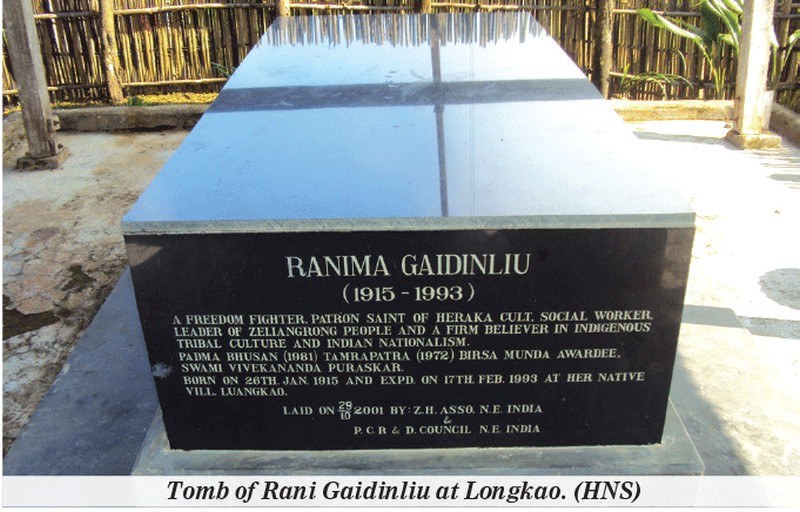 RANIMA GAIDINLIU
(1915 - 1993)
A FREEDOM FIGHTER, PATRON SAINT OF HERAKA CULT, SOCIAL WORKER,
LEADER OF ZELIANGRONG PEOPLE AND A FIRM BELIEVER IN INDIGENOUS
TRIBAL CULTURE AND INDIAN NATIONALISM.
PADMA BHUSAN (1981) TAMRAPATRA (1972) BIRSA MUNDA AWARDEE,
SWAMI VIVEKANANDA PURASKAR.
BORN ON 26TH. JAN. 1915 AND EXPD. ON 17TH. FEB. 1993 AT HER NATIVE
VILL. LUANGKAO.
LAID ON 29/10 2001 BY: Z.H. ASSO. N.E. INDIA
&
P.C.R & D. COUNCIL N.E. INDIA
Tomb of Rani Gaidinliu at Longkao. (HNS)